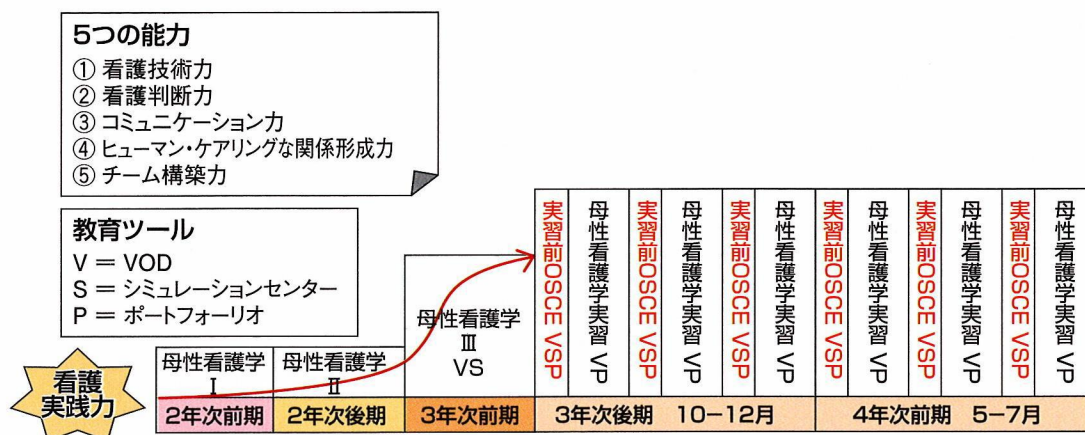 5つの能力
① 看護技術力
② 看護判断力
③ コミュニケーション力
④ ヒューマン・ケアリングな関係形成力
⑤ チーム構築力
教育ツール
V = VOD
S = シミュレーションセンター
P = ポートフォーリオ
看護
実践力
母性看護学
I
2年次前期
母性看護学
II
2年次後期
母性看護学
III
VS
3年次前期
実習前OSCE VSP
母性看護学実習 VP
実習前OSCE VSP
母性看護学実習 VP
実習前OSCE VSP
母性看護学実習 VP
実習前OSCE VSP
母性看護学実習 VP
実習前OSCE VSP
母性看護学実習 VP
実習前OSCE VSP
母性看護学実習 VP
3年次後期 10−12月
4年次前期 5−7月